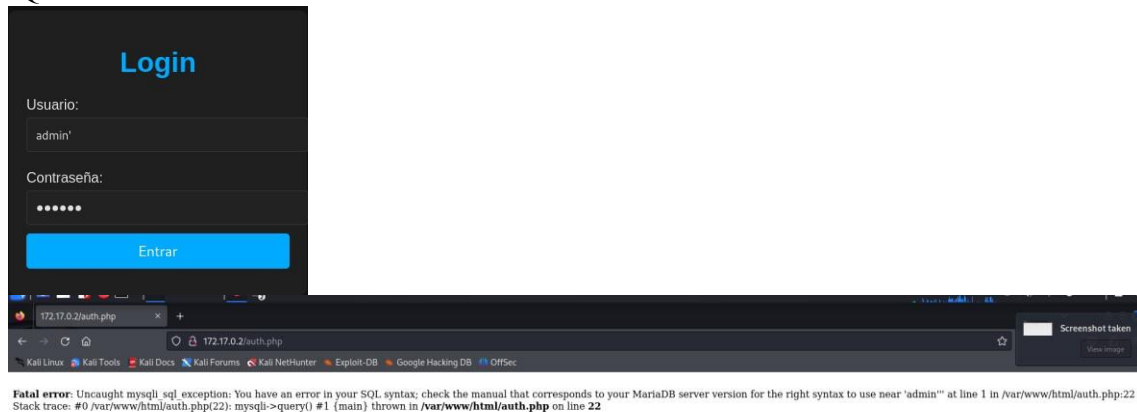 Login
Usuario:
admin'
Contraseña:
Entrar
172.17.0.2/auth.php
Screenshot taken
172.17.0.2/auth.php
View image
Kali Linux Kali Tools Kali Docs Kali Forums Kali NetHunter Exploit-DB Google Hacking DB OffSec
Fatal error: Uncaught mysqli_sql_exception: You have an error in your SQL syntax; check the manual that corresponds to your MariaDB server version for the right syntax to use near 'admin''' at line 1 in /var/www/html/auth.php:22
Stack trace: #0 /var/www/html/auth.php(22): mysqli->query() #1 {main} thrown in /var/www/html/auth.php on line 22